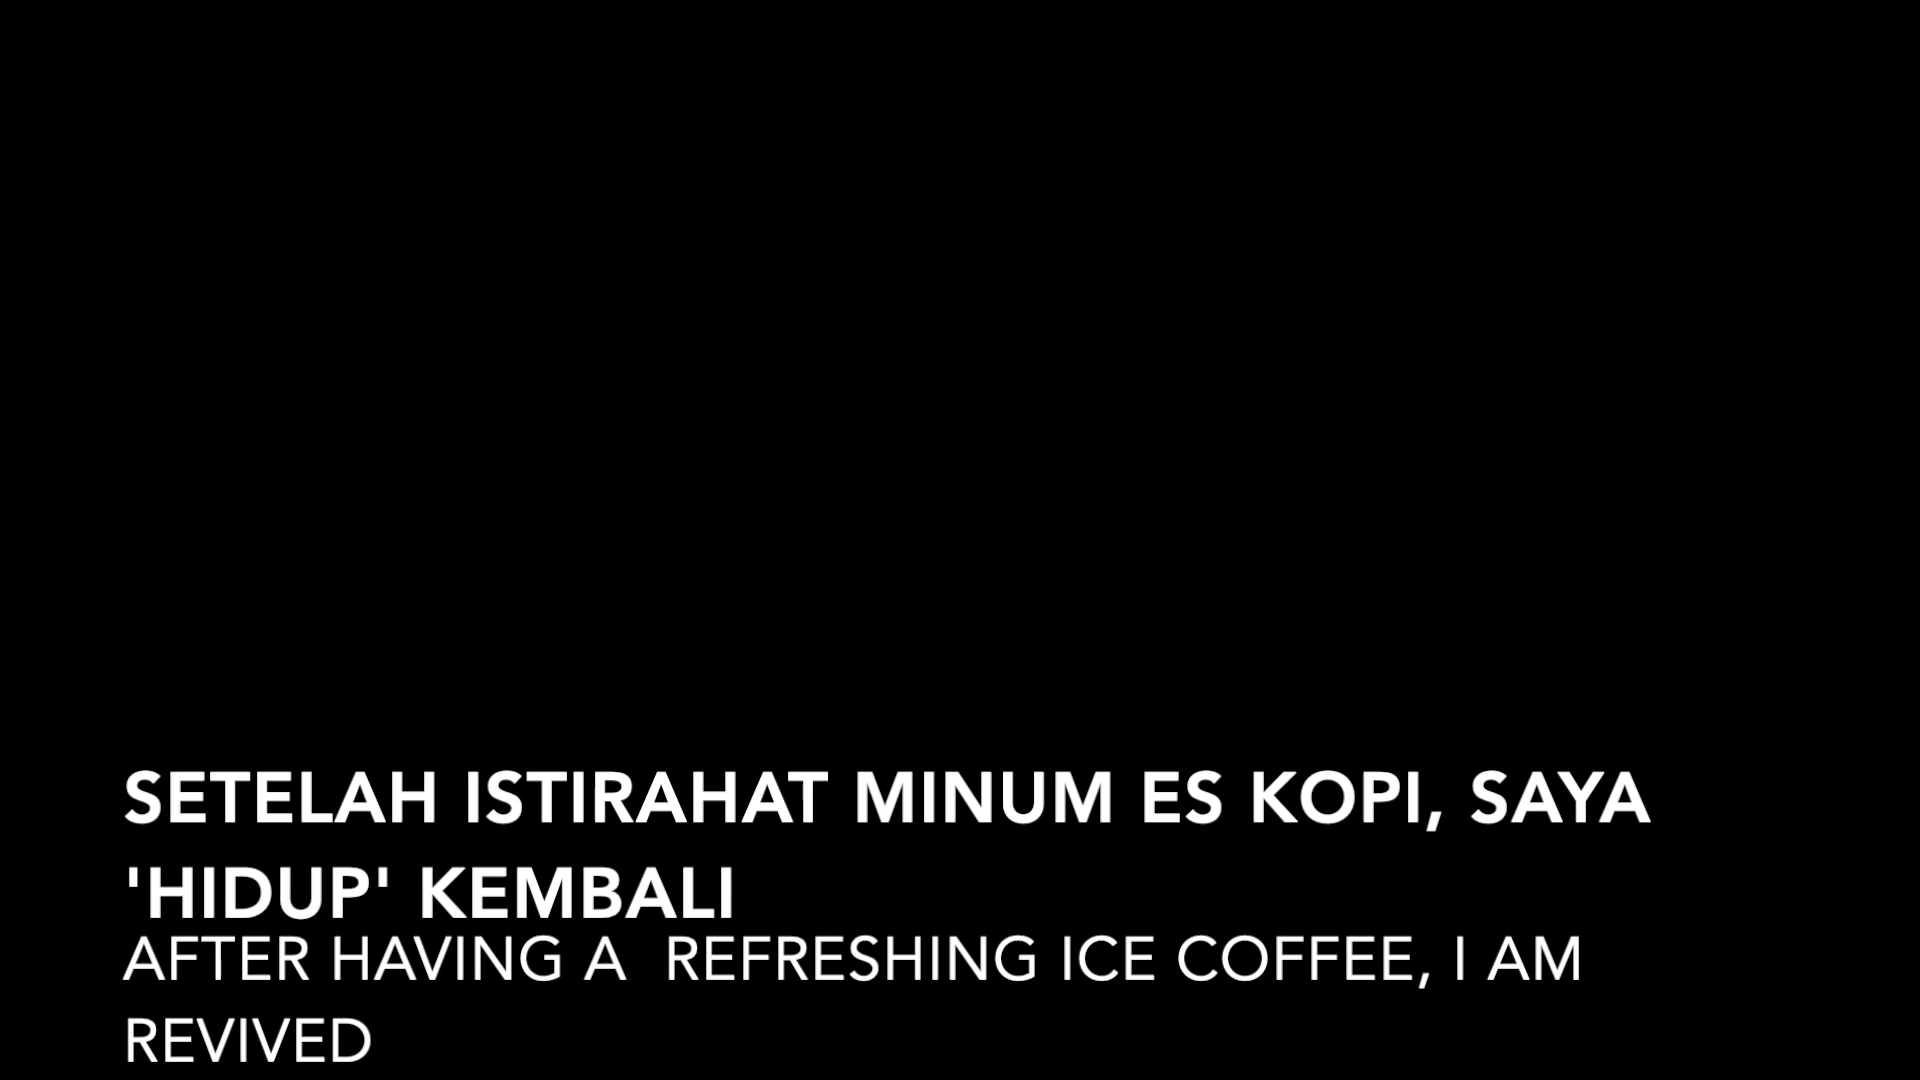 SETELAH ISTIRAHAT MINUM ES KOPI, SAYA
'HIDUP' KEMBALI
AFTER HAVING A  REFRESHING ICE COFFEE, I AM
REVIVED